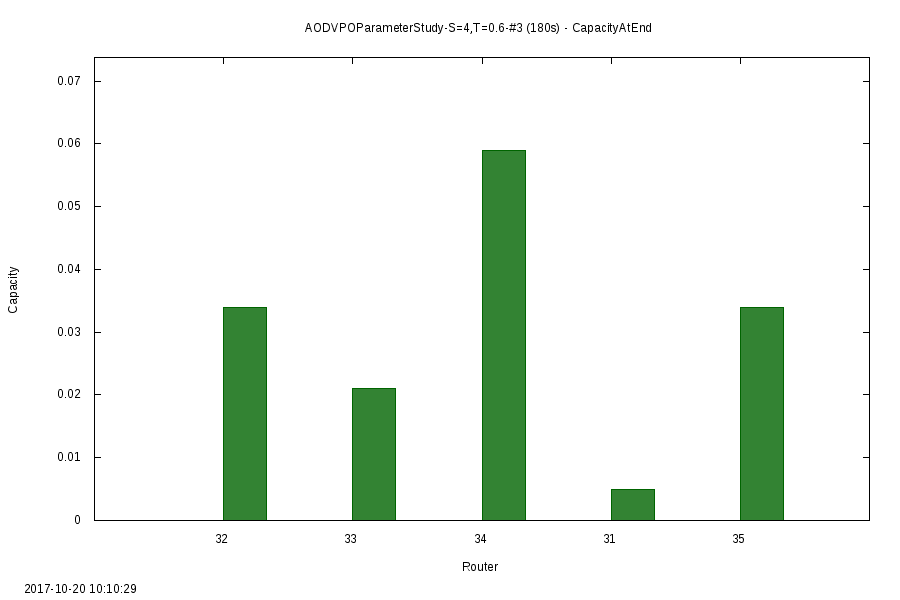 AODVPOParameterStudy-S=4,T=0.6-#3 (180s) - CapacityAtEnd
0.07
0.06
0.05
0.04
0.03
0.02
0.01
0
Capacity
32 33 34 31 35
Router
2017-10-20 10:10:29